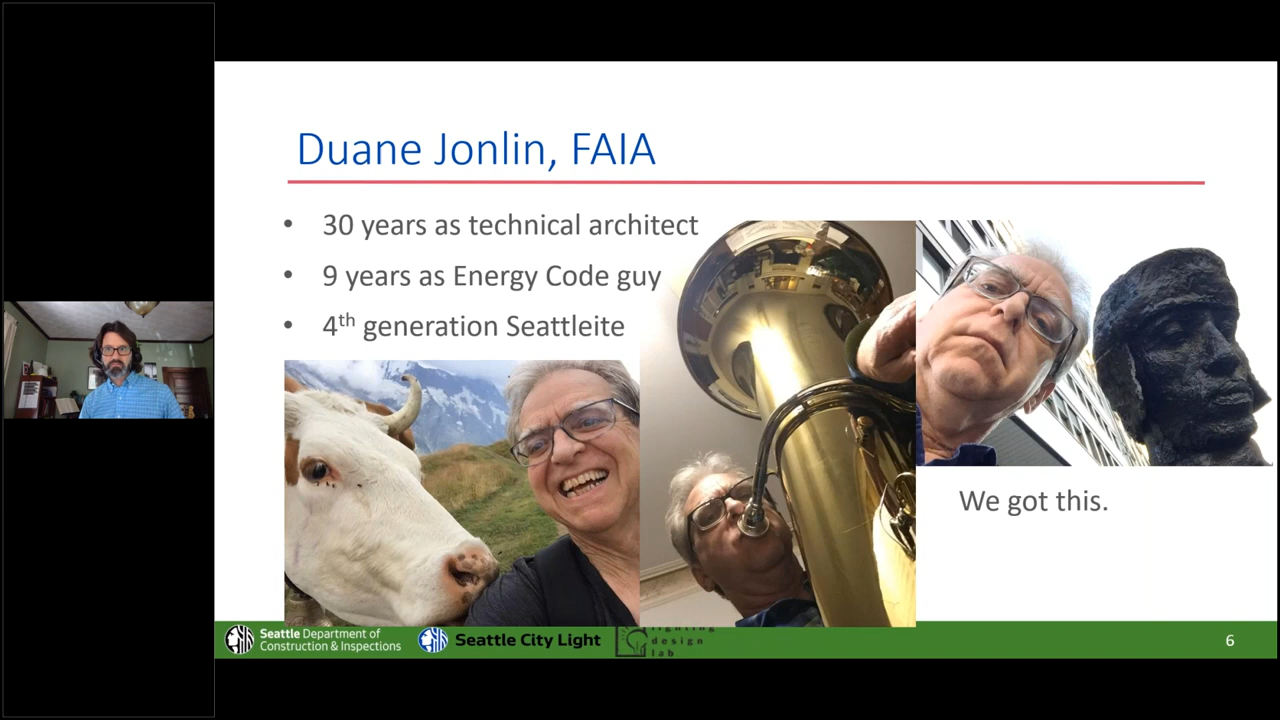 Duane Jonlin, FAIA
• 30 years as technical architect
• 9 years as Energy Code guy
• 4th generation Seattleite
We got this.
Seattle Department of
Construction & Inspections
Seattle City Light
lighting
design
lab
6